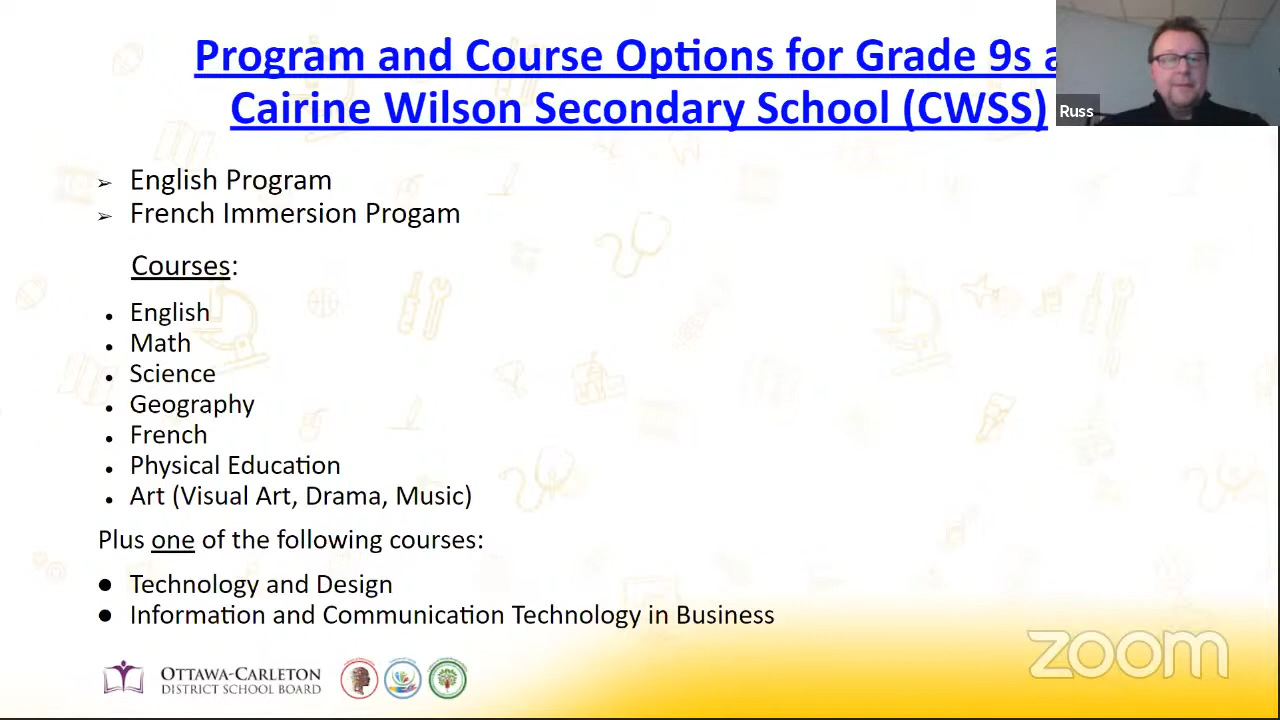 Program and Course Options for Grade 9s a
Cairine Wilson Secondary School (CWSS)
Russ
➢ English Program
➢ French Immersion Progam
Courses:
• English
• Math
• Science
• Geography
• French
• Physical Education
• Art (Visual Art, Drama, Music)
Plus one of the following courses:
● Technology and Design
● Information and Communication Technology in Business
OTTAWA-CARLETON
DISTRICT SCHOOL BOARD
zoom